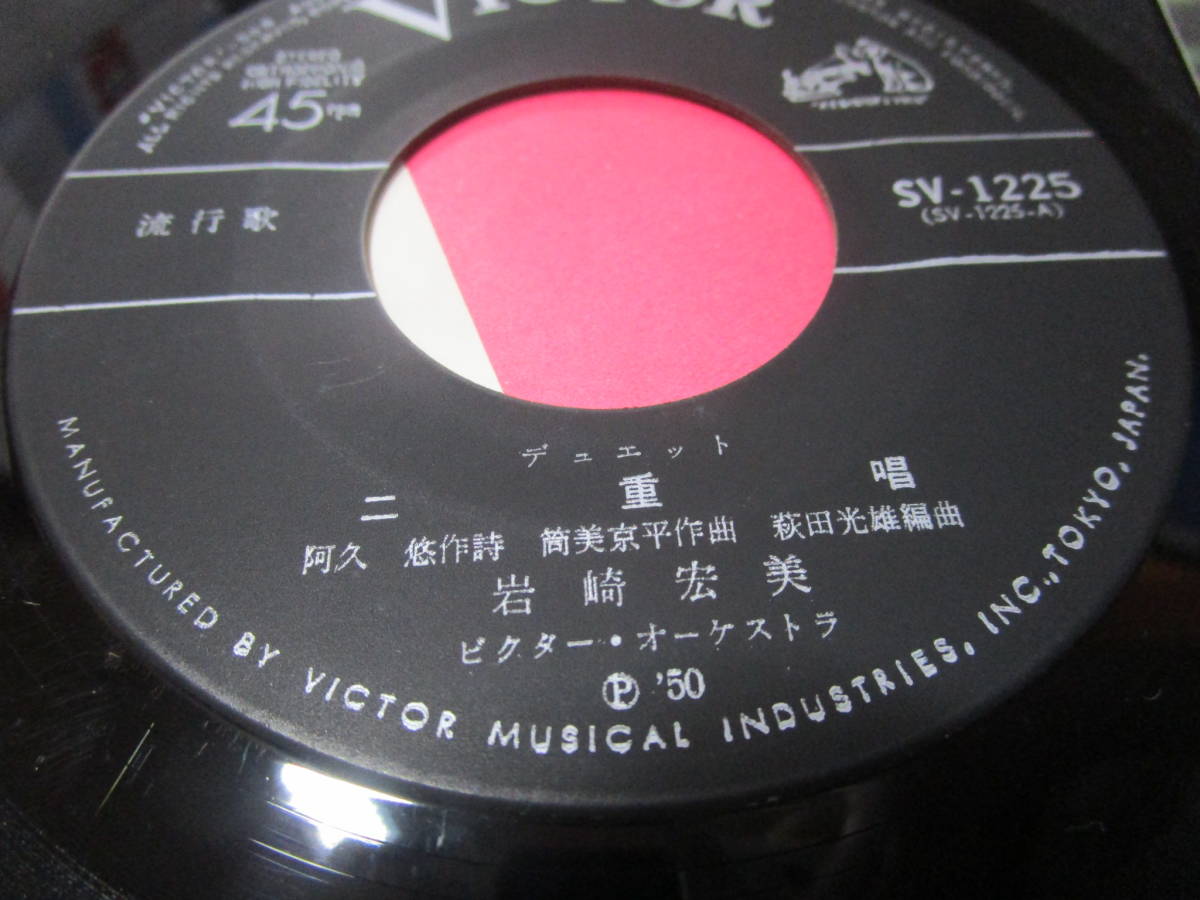 VICTOR
STEREO
45rpm
SV-1225
(SV-1225-A)
流行歌
デュエット
二重唱
阿久 悠作詩 筒美京平作曲 萩田光雄編曲
岩崎宏美
ビクター・オーケストラ
Ⓟ '50
MANUFACTURED BY VICTOR MUSICAL INDUSTRIES, INC., TOKYO, JAPAN.